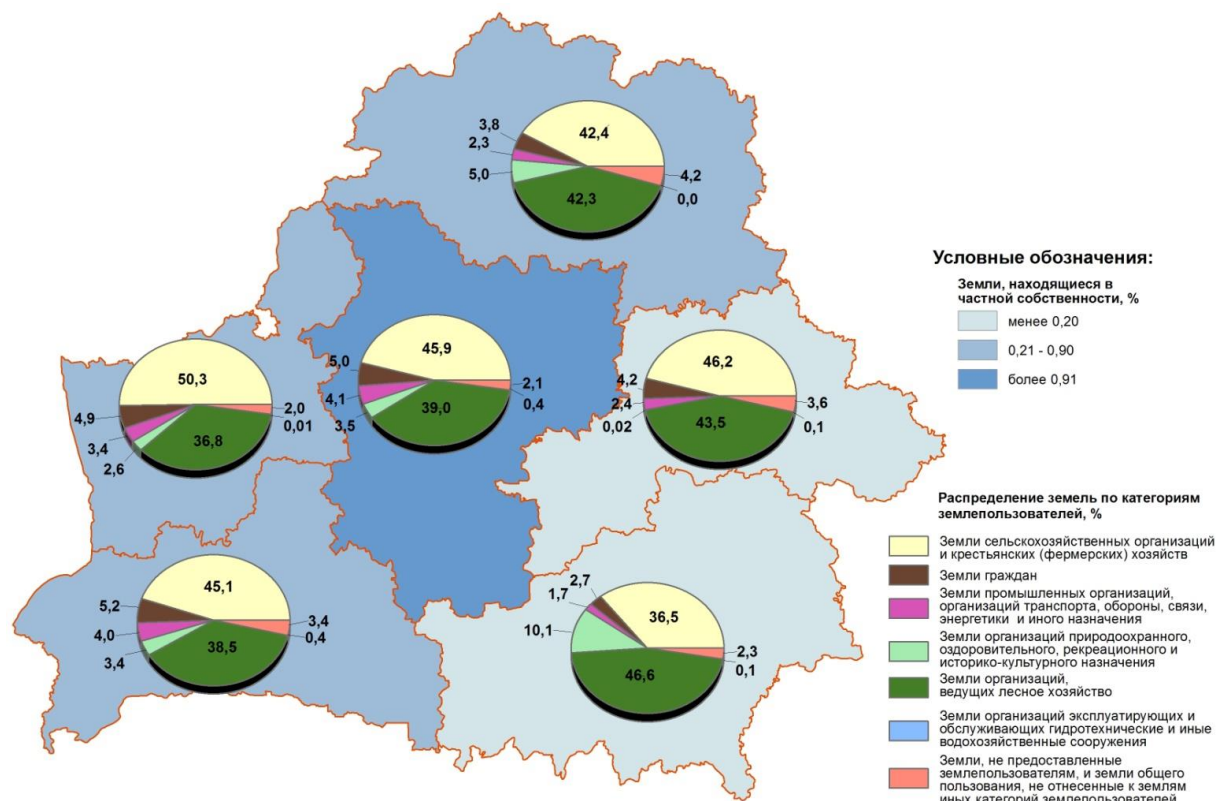 3,8
42,4
2,3
5,0
4,2
42,3
0,0
Условные обозначения:
Земли, находящиеся в
частной собственности, %
менее 0,20
0,21 - 0,90
более 0,91
50,3
4,9
3,4
2,6
36,8
2,0
0,01
5,0
45,9
4,1
3,5
39,0
2,1
0,4
4,2
46,2
2,4
0,02
43,5
3,6
0,1
45,1
5,2
4,0
3,4
38,5
3,4
0,4
2,7
1,7
36,5
10,1
46,6
2,3
0,1
Распределение земель по категориям
землепользователей, %
Земли сельскохозяйственных организаций
и крестьянских (фермерских) хозяйств
Земли граждан
Земли промышленных организаций,
организаций транспорта, обороны, связи,
энергетики и иного назначения
Земли организаций природоохранного,
оздоровительного, рекреационного и
историко-культурного назначения
Земли организаций,
ведущих лесное хозяйство
Земли организаций эксплуатирующих и
обслуживающих гидротехнические и иные
водохозяйственные сооружения
Земли, не предоставленные
землепользователям, и земли общего
пользования, не отнесенные к землям
иных категорий землепользователей